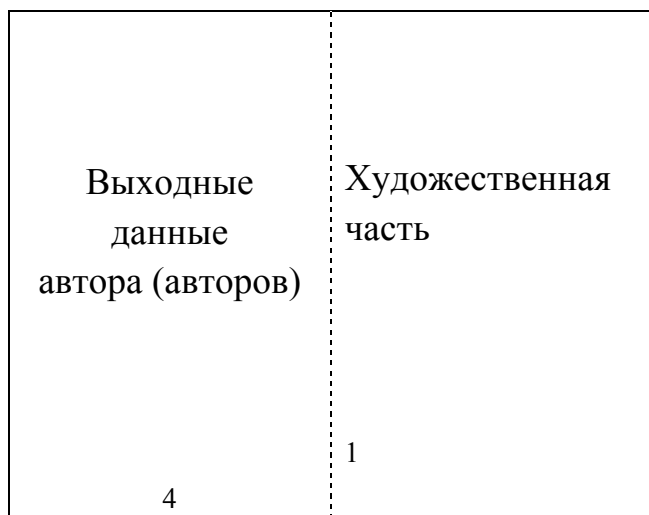 Выходные
данные
автора (авторов)
4
Художественная
часть
1